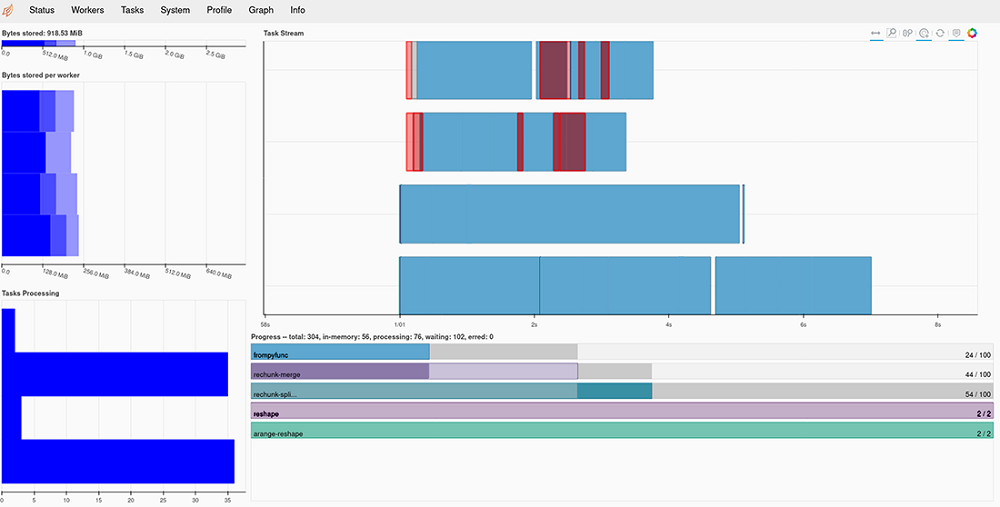 Status Workers Tasks System Profile Graph Info
Bytes stored: 918.53 MiB
0.0 512.0 MiB 1.0 GiB 1.5 GiB 2.0 GiB 2.5 GiB
Bytes stored per worker
0.0 128.0 MiB 256.0 MiB 384.0 MiB 512.0 MiB 640.0 MiB
Tasks Processing
0 5 10 15 20 25 30 35
Task Stream
58s 1:01 2s 4s 6s 8s
Progress -- total: 304, in-memory: 56, processing: 76, waiting: 102, erred: 0
frompyfunc 24 / 100
rechunk-merge 44 / 100
rechunk-spli... 54 / 100
reshape 2 / 2
arange-reshape 2 / 2